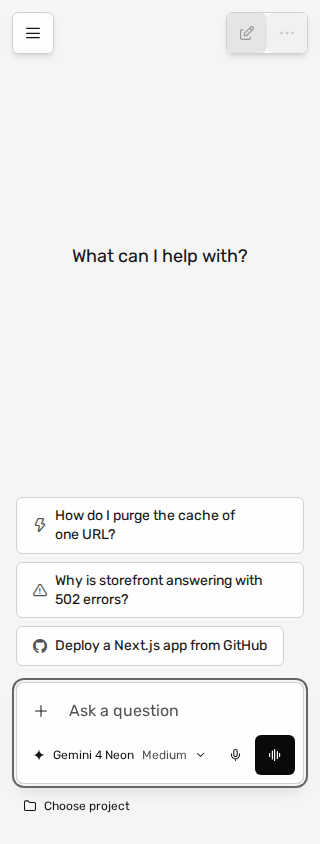 What can I help with?
How do I purge the cache of
one URL?
Why is storefront answering with
502 errors?
Deploy a Next.js app from GitHub
Ask a question
Gemini 4 Neon Medium
Choose project